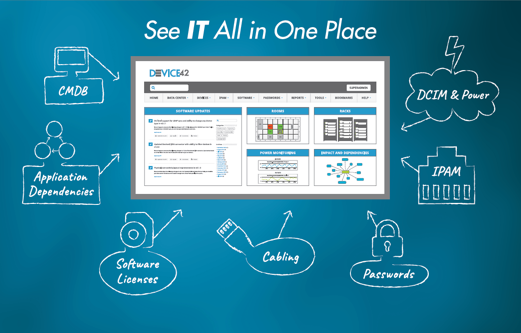 See IT All in One Place
DEVICE42
HOME DATA CENTER DEVICES IPAM SOFTWARE PASSWORDS REPORTS TOOLS BOOKMARKS HELP
SOFTWARE UPDATES
ROOMS
RACKS
POWER MONITORING
IMPACT AND DEPENDENCIES
CMDB
DCIM & Power
Application
Dependencies
IPAM
Software
Licenses
Cabling
Passwords